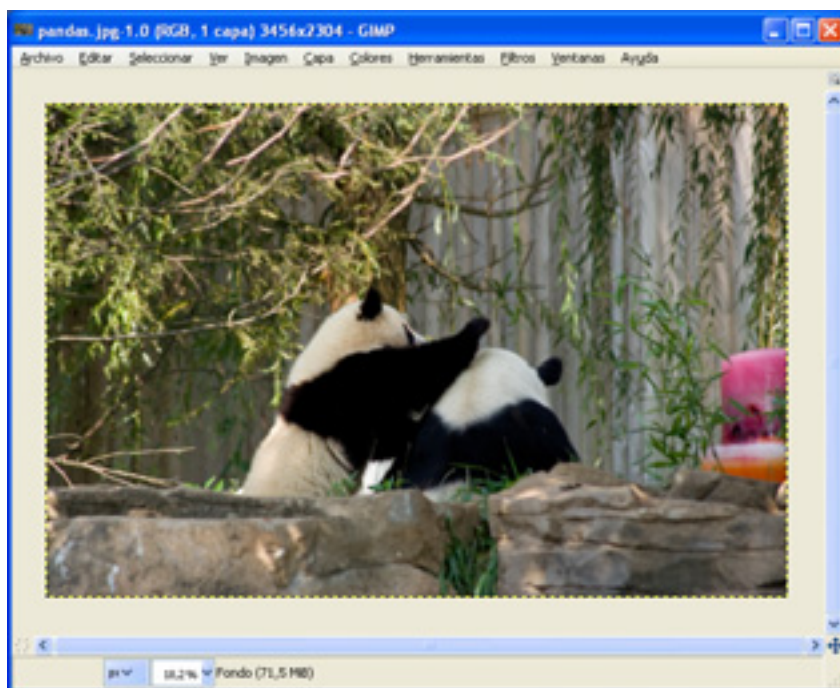 pandas.jpg-1.0 (RGB, 1 capa) 3456x2304 - GIMP
Archivo Editar Seleccionar Ver Imagen Capa Colores Herramientas Filtros Ventanas Ayuda
px 18,2% Fondo (71,5 MiB)